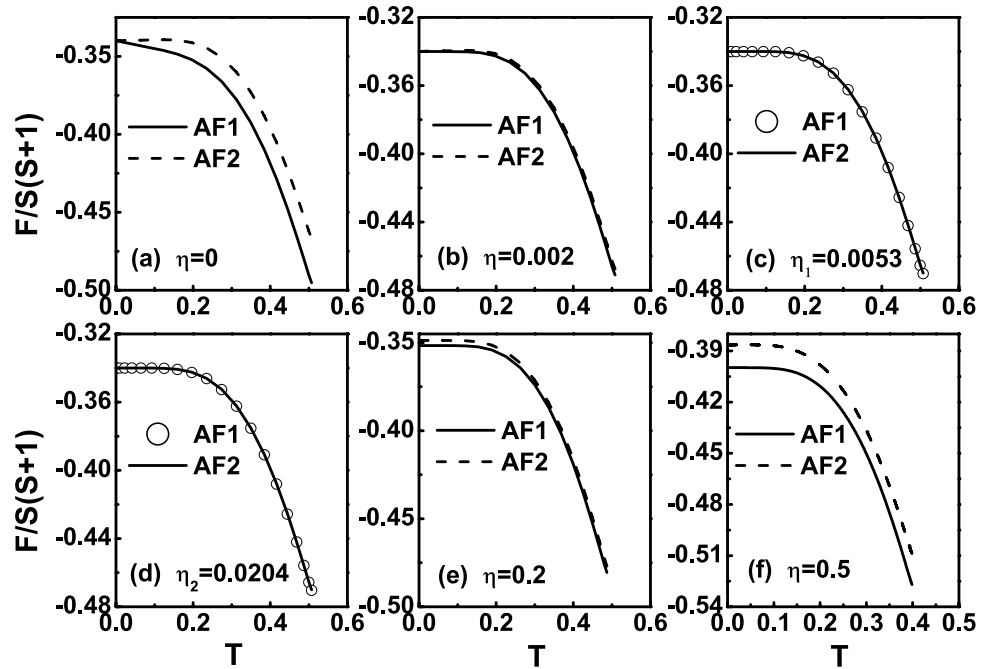 F/S(S+1)
-0.35
-0.40
-0.45
-0.50
0.0 0.2 0.4 0.6
AF1
AF2
(a) η=0
-0.32
-0.36
-0.40
-0.44
-0.48
0.0 0.2 0.4 0.6
AF1
AF2
(b) η=0.002
-0.32
-0.36
-0.40
-0.44
-0.48
0.0 0.2 0.4 0.6
AF1
AF2
(c) η₁=0.0053
F/S(S+1)
-0.32
-0.36
-0.40
-0.44
-0.48
0.0 0.2 0.4 0.6
AF1
AF2
(d) η₂=0.0204
T
-0.35
-0.40
-0.45
-0.50
0.0 0.2 0.4 0.6
AF1
AF2
(e) η=0.2
T
-0.39
-0.42
-0.45
-0.48
-0.51
-0.54
0.0 0.1 0.2 0.3 0.4 0.5
AF1
AF2
(f) η=0.5
T